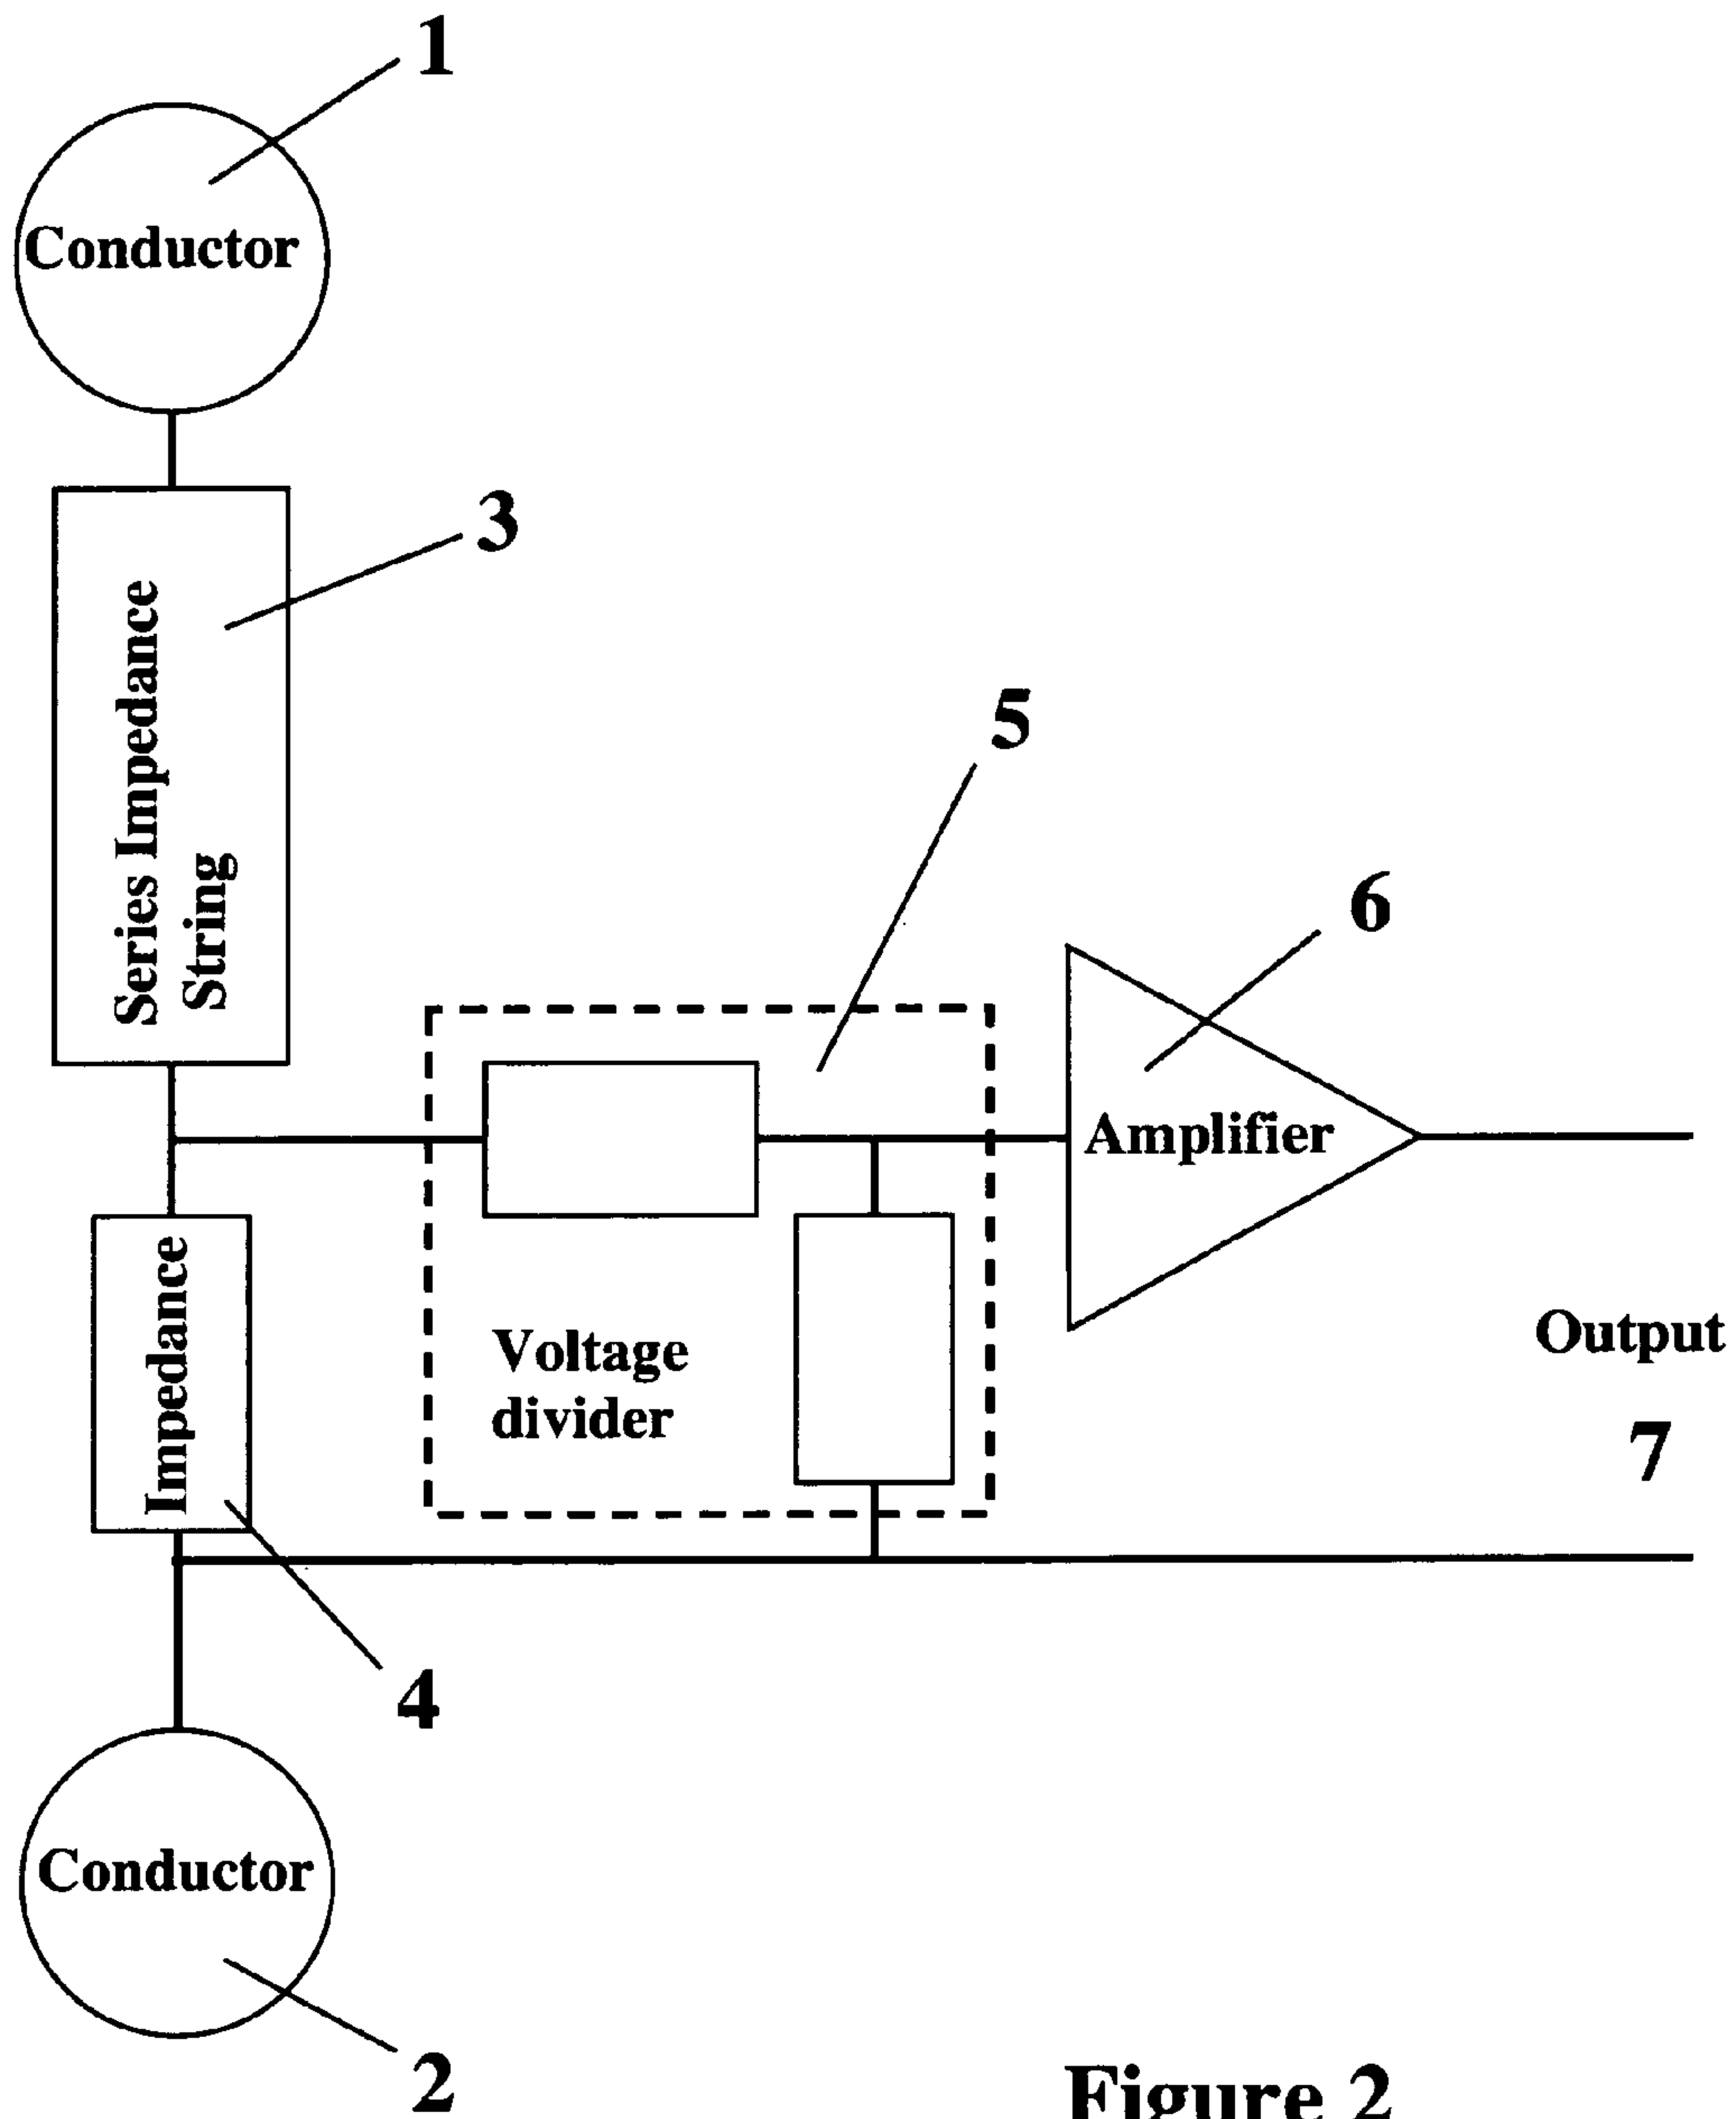 1
Conductor
3
Series Impedance
String
5
6
Amplifier
Impedance
Voltage
divider
Output
7
4
Conductor
2
Figure 2